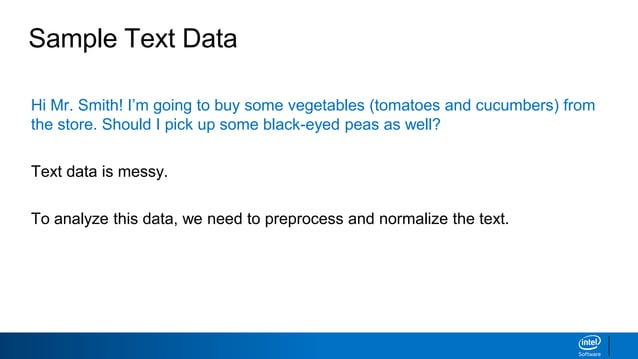 Sample Text Data
Hi Mr. Smith! I’m going to buy some vegetables (tomatoes and cucumbers) from
the store. Should I pick up some black-eyed peas as well?
Text data is messy.
To analyze this data, we need to preprocess and normalize the text.
intel
Software